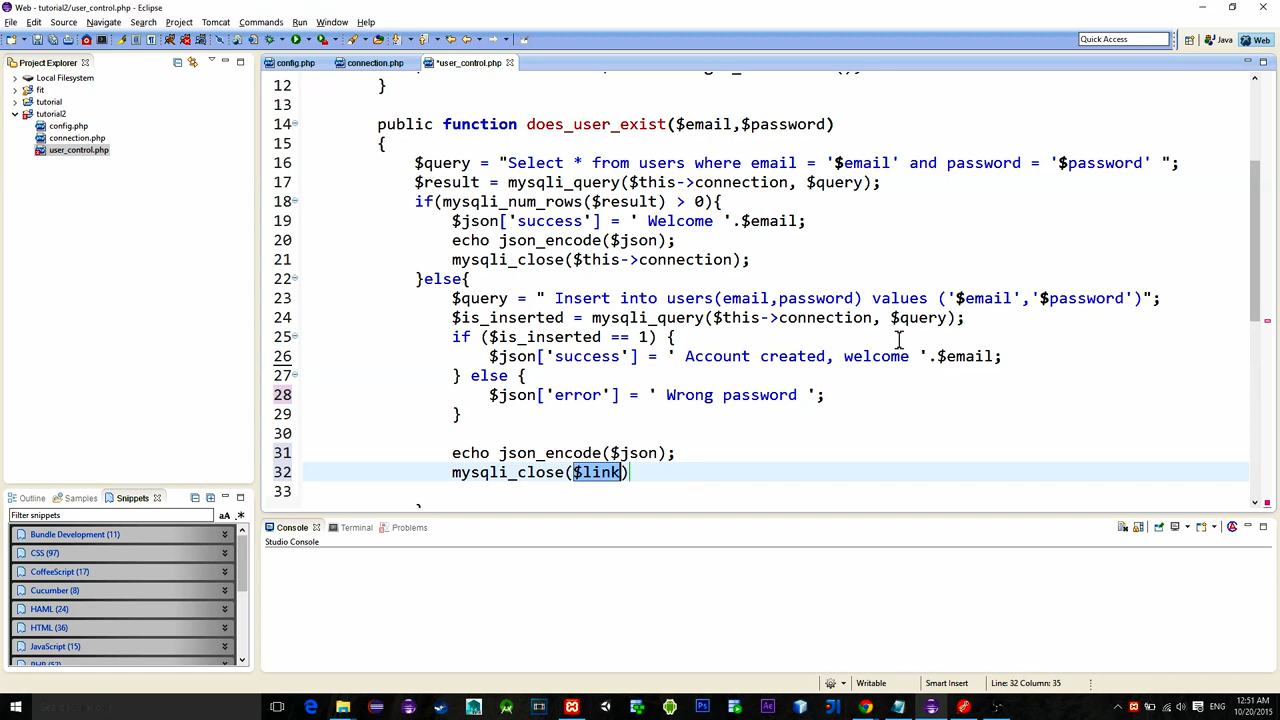 Web - tutorial2/user_control.php - Eclipse
File Edit Source Navigate Search Project Tomcat Commands Run Window Help
Quick Access Java Web
Project Explorer
Local Filesystem
fit
tutorial
tutorial2
config.php
connection.php
user_control.php
config.php connection.php *user_control.php
12 }
13
14 public function does_user_exist($email,$password)
15 {
16 $query = "Select * from users where email = '$email' and password = '$password' ";
17 $result = mysqli_query($this->connection, $query);
18 if(mysqli_num_rows($result) > 0){
19 $json['success'] = ' Welcome '.$email;
20 echo json_encode($json);
21 mysqli_close($this->connection);
22 }else{
23 $query = " Insert into users(email,password) values ('$email','$password')";
24 $is_inserted = mysqli_query($this->connection, $query);
25 if ($is_inserted == 1) {
26 $json['success'] = ' Account created, welcome '.$email;
27 } else {
28 $json['error'] = ' Wrong password ';
29 }
30
31 echo json_encode($json);
32 mysqli_close($link)
33
Outline Samples Snippets
Filter snippets
aA .*
Bundle Development (11)
CSS (97)
CoffeeScript (17)
Cucumber (8)
HAML (24)
HTML (36)
JavaScript (15)
Console Terminal Problems
Studio Console
Writable Smart Insert Line: 32 Column: 35
ENG 12:51 AM
10/20/2015